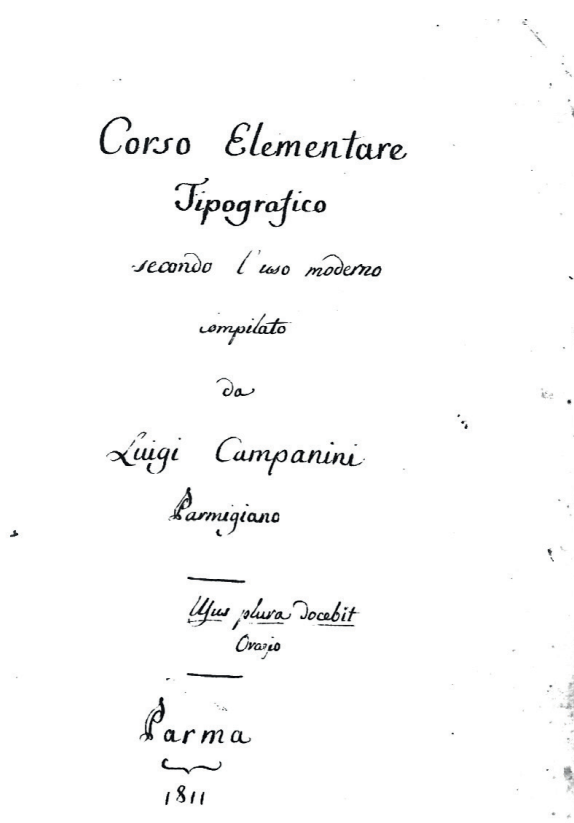 Corso Elementare
Tipografico
secondo l'uso moderno
compilato
da
Luigi Campanini
Parmigiano
Usus plura docebit
Orazio
Parma
1811